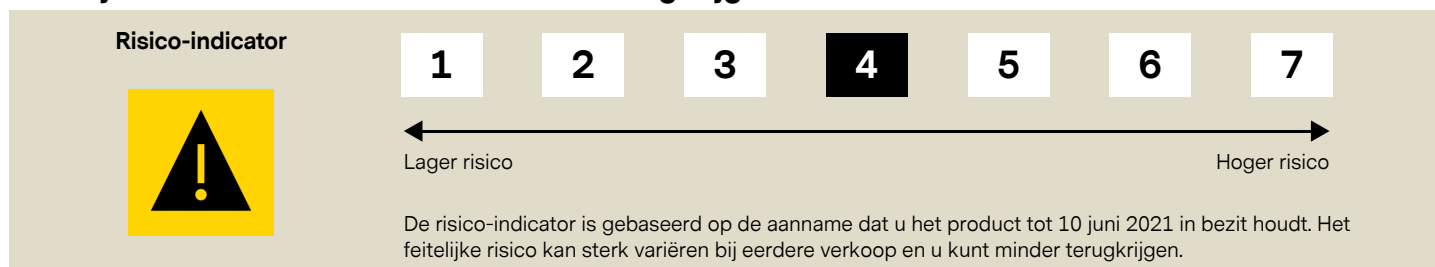 Risico-indicator
1 2 3 4 5 6 7
Lager risico Hoger risico
De risico-indicator is gebaseerd op de aanname dat u het product tot 10 juni 2021 in bezit houdt. Het
feitelijke risico kan sterk variëren bij eerdere verkoop en u kunt minder terugkrijgen.